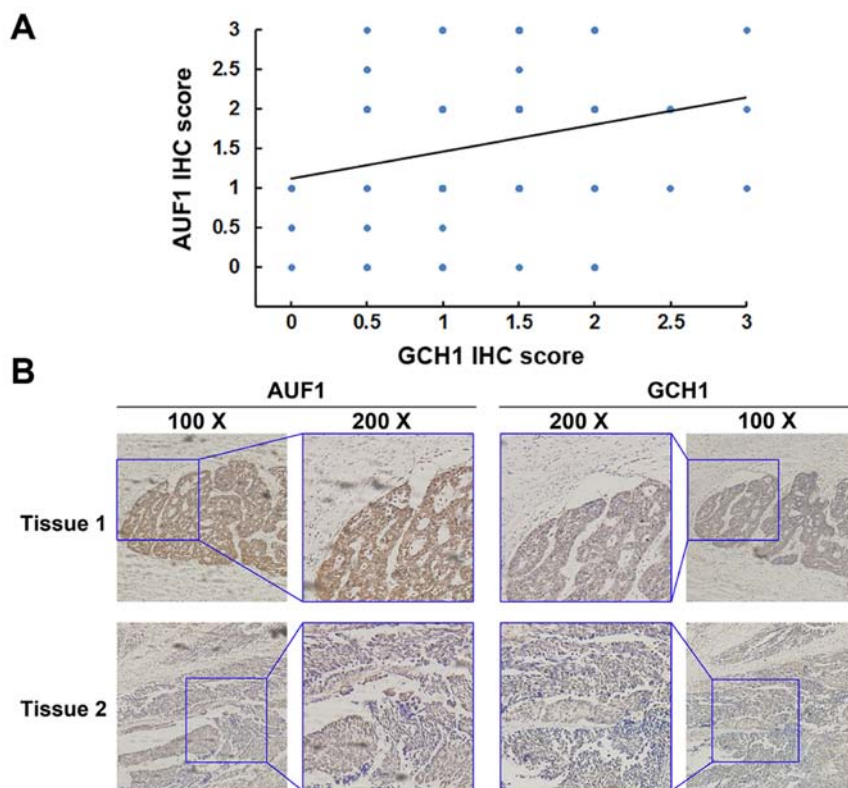 A
AUF1 IHC score
3
2.5
2
1.5
1
0.5
0
0 0.5 1 1.5 2 2.5 3
GCH1 IHC score
B
AUF1 GCH1
100 X 200 X 200 X 100 X
Tissue 1
Tissue 2